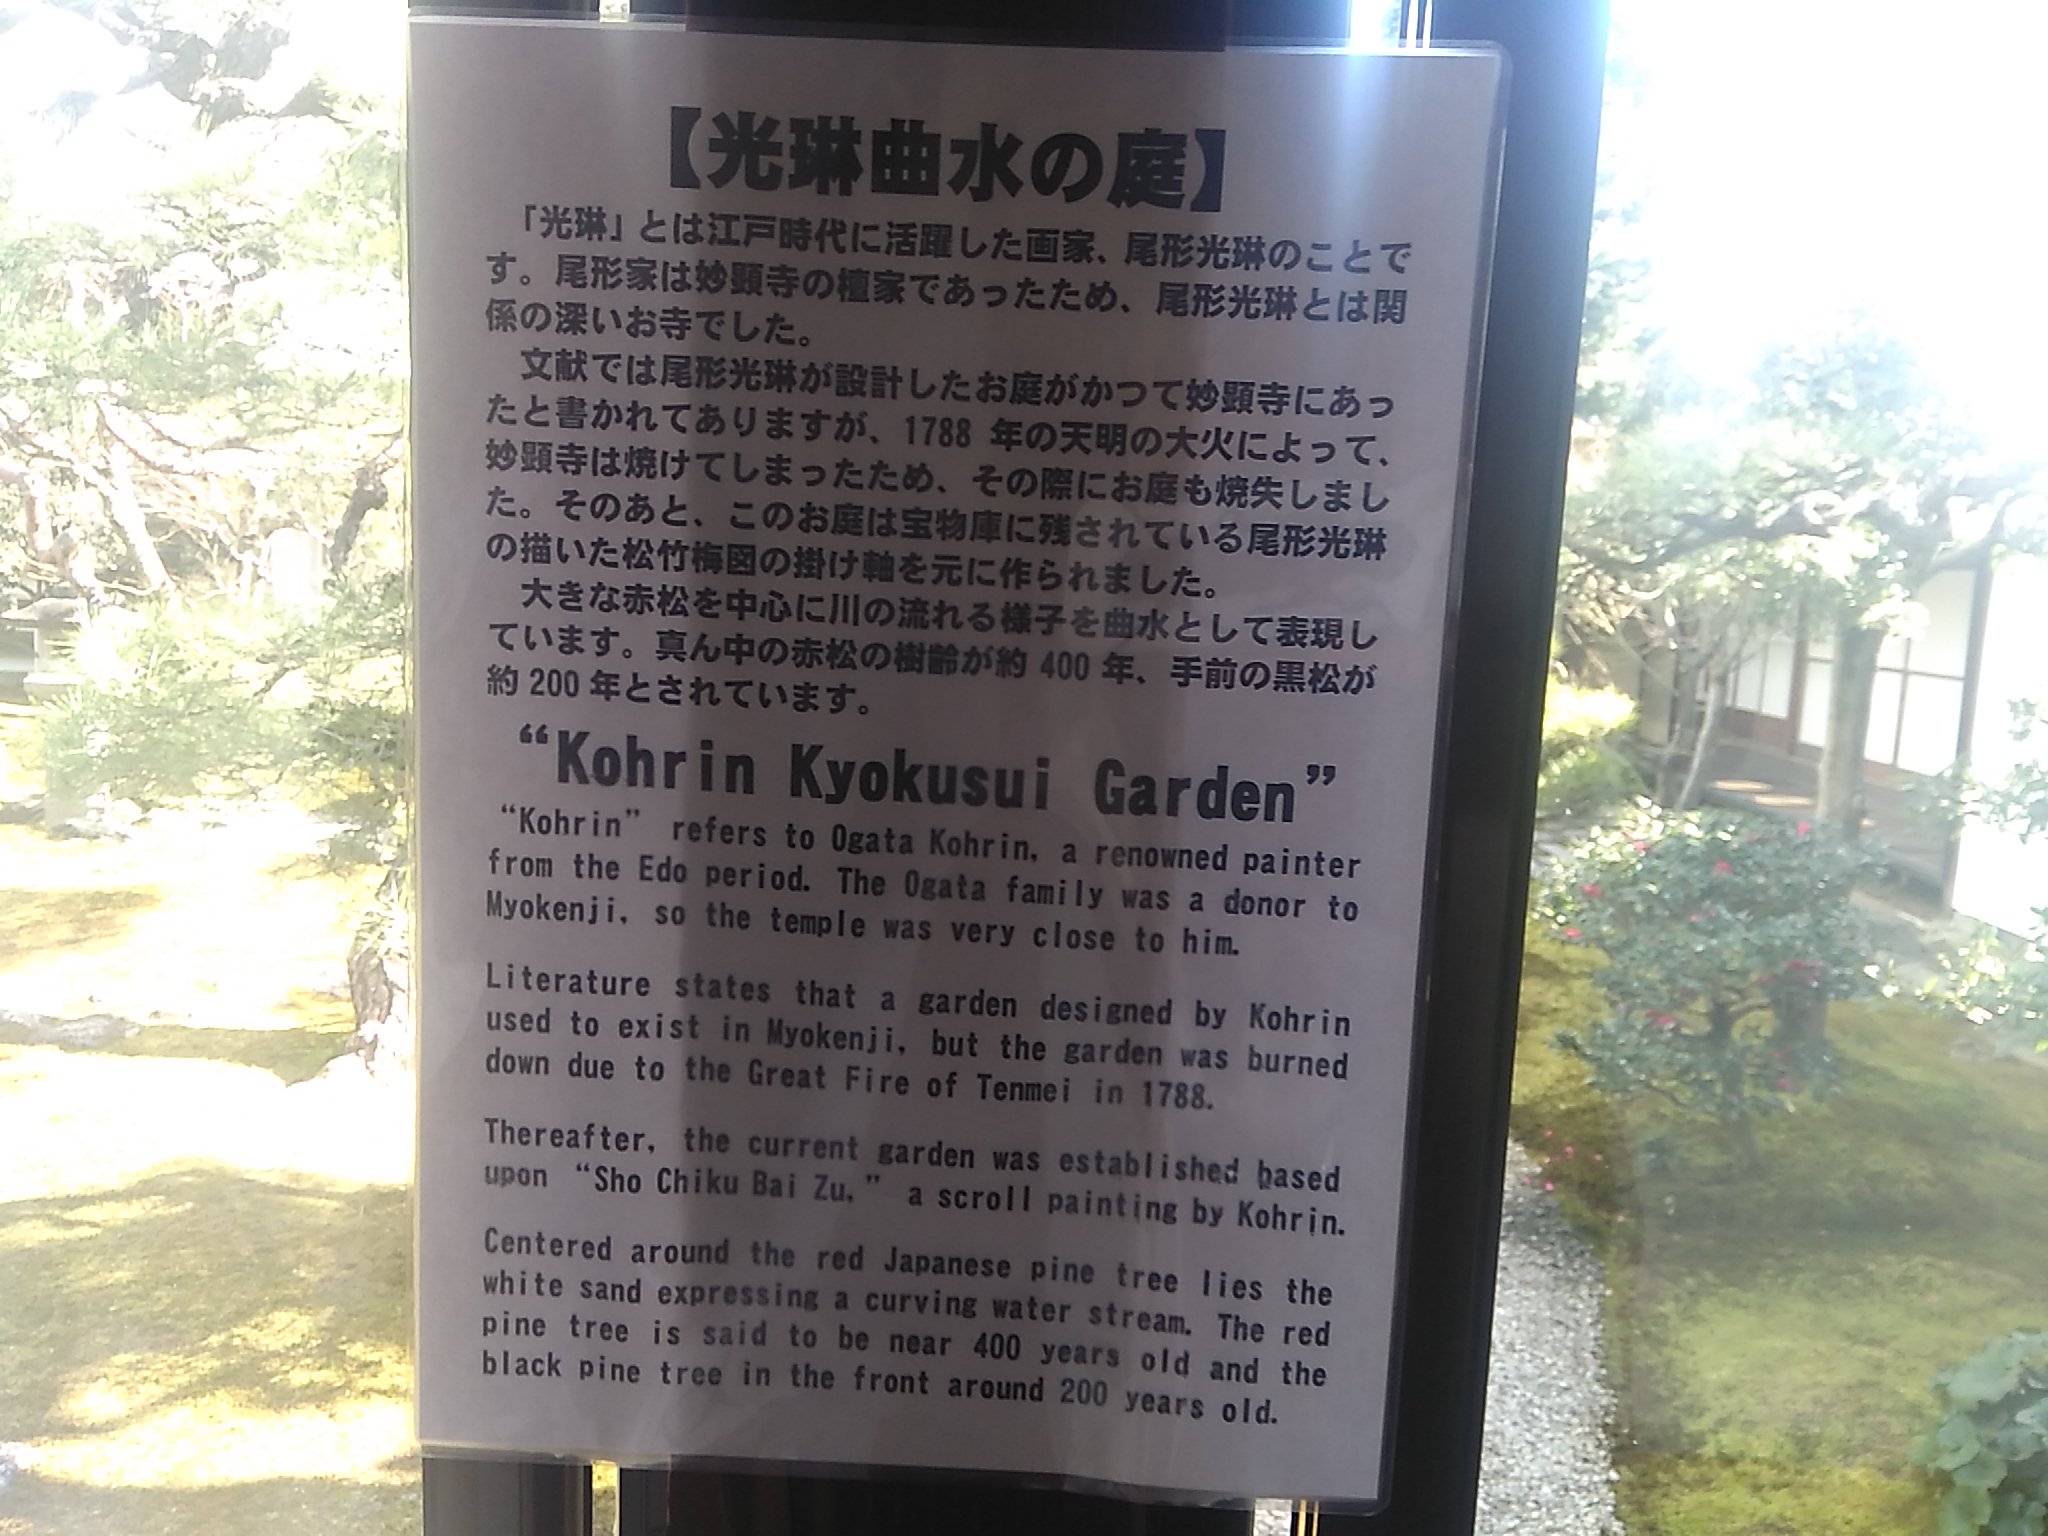 【光琳曲水の庭】
「光琳」とは江戸時代に活躍した画家、尾形光琳のことで
す。尾形家は妙顕寺の檀家であったため、尾形光琳とは関
係の深いお寺でした。
文献では尾形光琳が設計したお庭がかつて妙顕寺にあっ
たと書かれてありますが、1788 年の天明の大火によって、
妙顕寺は焼けてしまったため、その際にお庭も焼失しまし
た。そのあと、このお庭は宝物庫に残されている尾形光琳
の描いた松竹梅図の掛け軸を元に作られました。
大きな赤松を中心に川の流れる様子を曲水として表現し
ています。真ん中の赤松の樹齢が約 400 年、手前の黒松が
約 200 年とされています。
“Kohrin Kyokusui Garden”
“Kohrin” refers to Ogata Kohrin, a renowned painter
from the Edo period. The Ogata family was a donor to
Myokenji, so the temple was very close to him.
Literature states that a garden designed by Kohrin
used to exist in Myokenji, but the garden was burned
down due to the Great Fire of Tenmei in 1788.
Thereafter, the current garden was established based
upon “Sho Chiku Bai Zu,” a scroll painting by Kohrin.
Centered around the red Japanese pine tree lies the
white sand expressing a curving water stream. The red
pine tree is said to be near 400 years old and the
black pine tree in the front around 200 years old.